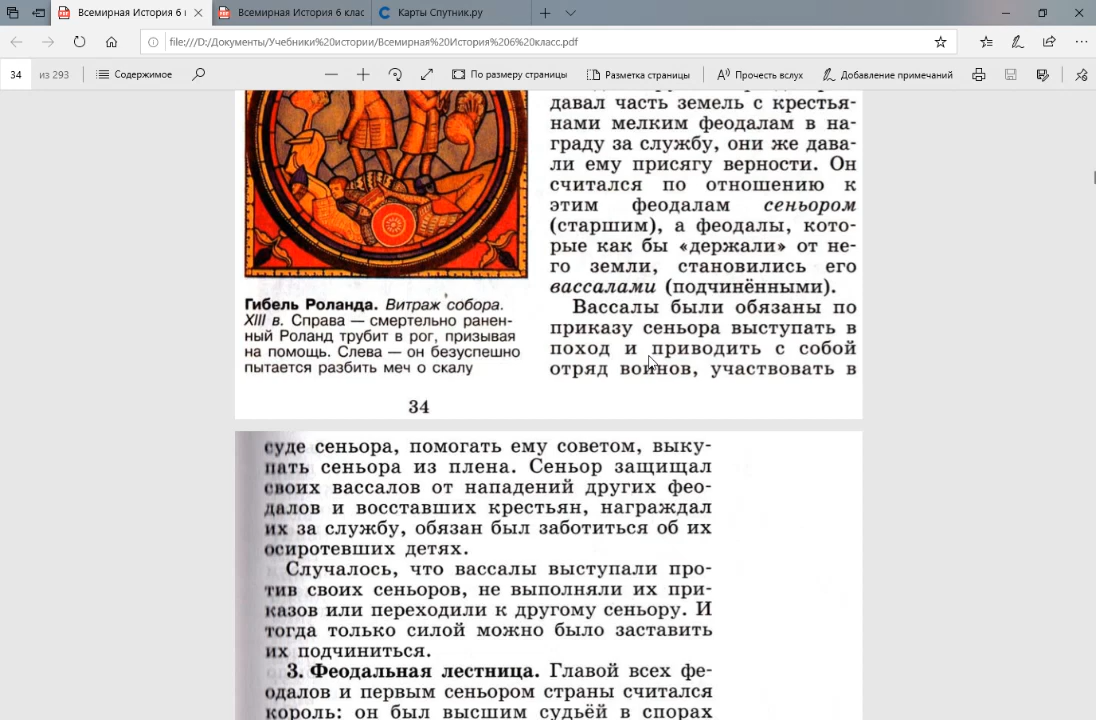 Всемирная История 6 к
Всемирная История 6 клас
Карты Спутник.ру
file:///D:/Документы/Учебники%20истории/Всемирная%20История%206%20класс.pdf
34
из 293
Содержимое
По размеру страницы
Разметка страницы
Прочесть вслух
Добавление примечаний
Гибель Роланда. Витраж собора.
XIII в. Справа — смертельно ранен-
ный Роланд трубит в рог, призывая
на помощь. Слева — он безуспешно
пытается разбить меч о скалу
34
давал часть земель с крестья-
нами мелким феодалам в на-
граду за службу, они же дава-
ли ему присягу верности. Он
считался по отношению к
этим феодалам сеньором
(старшим), а феодалы, кото-
рые как бы «держали» от не-
го земли, становились его
вассалами (подчинёнными).
Вассалы были обязаны по
приказу сеньора выступать в
поход и приводить с собой
отряд воинов, участвовать в
суде сеньора, помогать ему советом, выку-
пать сеньора из плена. Сеньор защищал
своих вассалов от нападений других фео-
далов и восставших крестьян, награждал
их за службу, обязан был заботиться об их
осиротевших детях.
Случалось, что вассалы выступали про-
тив своих сеньоров, не выполняли их при-
казов или переходили к другому сеньору. И
тогда только силой можно было заставить
их подчиниться.
3. Феодальная лестница. Главой всех фе-
одалов и первым сеньором страны считался
король: он был высшим судьёй в спорах